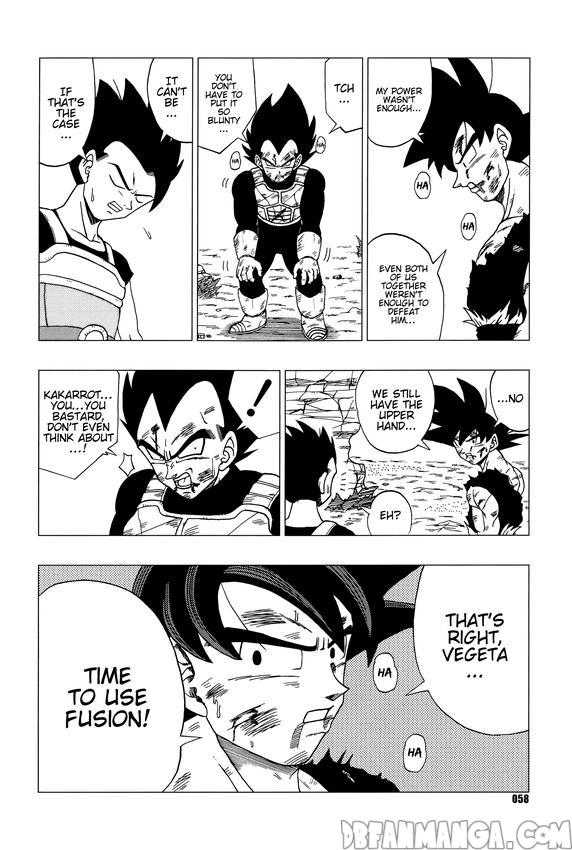 MY POWER
WASN'T
ENOUGH...
HA
HA
EVEN BOTH
OF US
TOGETHER
WEREN'T
ENOUGH TO
DEFEAT
HIM...
TCH
...
YOU
DON'T
HAVE TO
PUT IT
SO
BLUNTY
...
HA
HA
IT
CAN'T
BE ...
IF
THAT'S
THE
CASE ...
...NO
WE STILL
HAVE THE
UPPER
HAND...
EH?
!
KAKARROT...
YOU...YOU
BASTARD,
DON'T EVEN
THINK ABOUT
...!
THAT'S
RIGHT,
VEGETA
...
HA
HA
TIME
TO USE
FUSION!
058
DBFANMANGA.COM